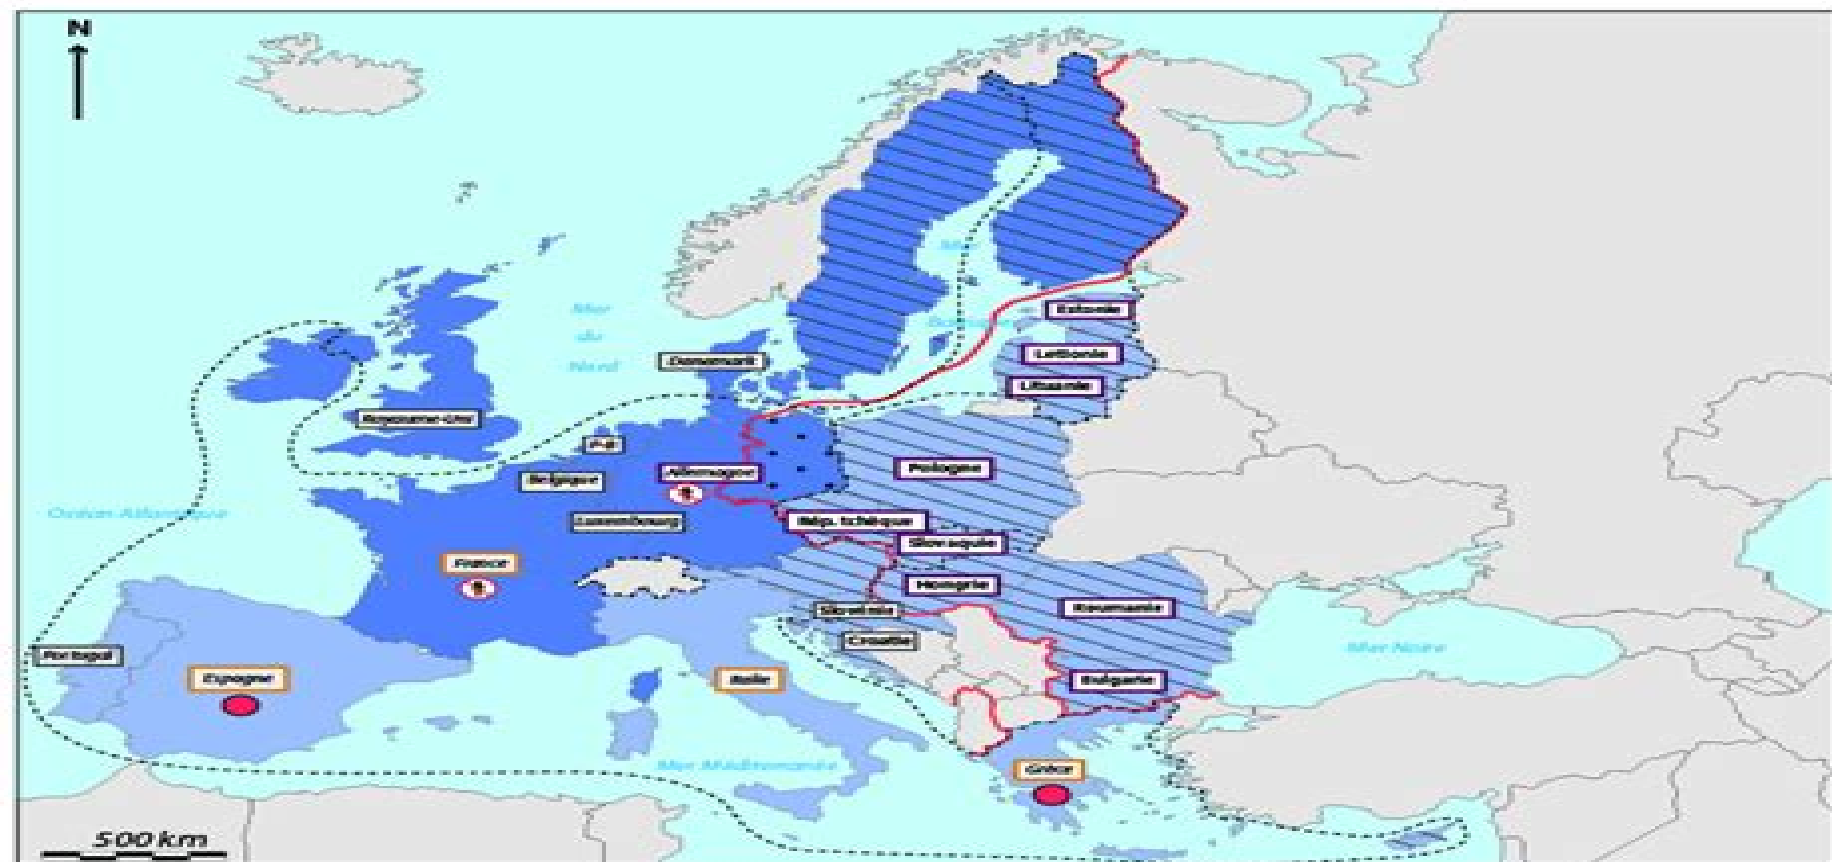 N
Mer
Mer
du
Nord
Estonie
Danemark
Lettonie
Lituanie
Royaume-Uni
P-B
Allemagne
Pologne
Belgique
Océan Atlantique
Luxembourg
Rép. tchèque
Slovaquie
France
Hongrie
Slovénie
Roumanie
Croatie
Mer Noire
Portugal
Espagne
Italie
Bulgarie
Mer Méditerranée
Grèce
500 km